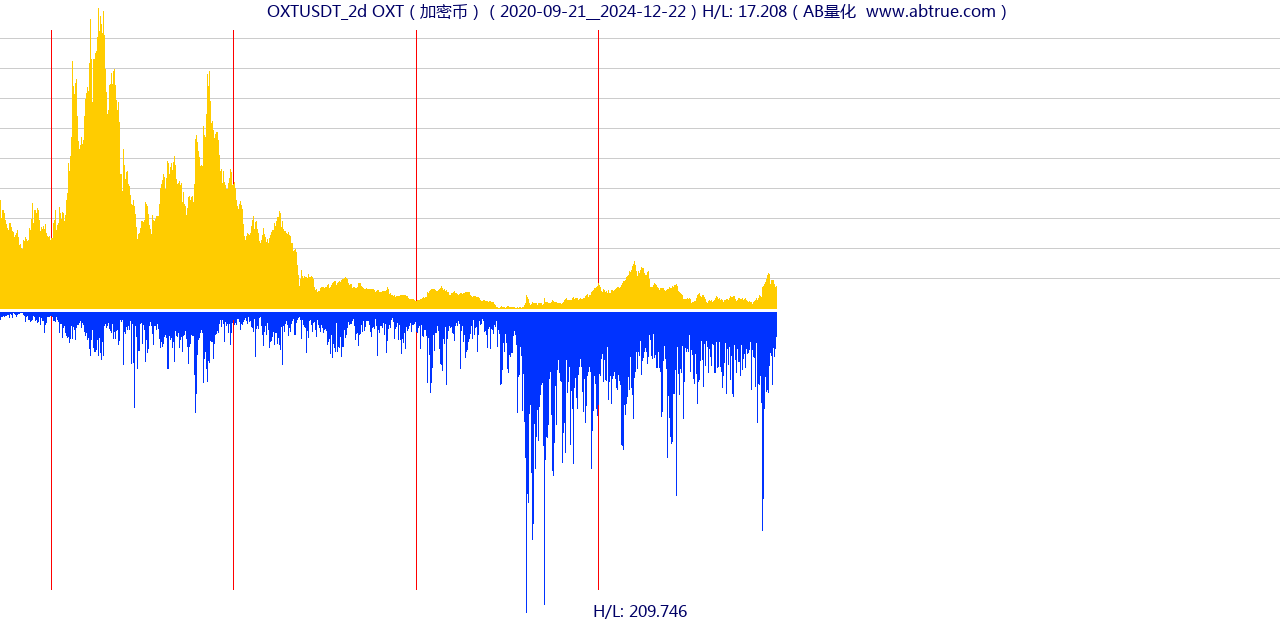 OXTUSDT_2d OXT（加密币）（2020-09-21__2024-12-22）H/L: 17.208（AB量化  www.abtrue.com）
H/L: 209.746